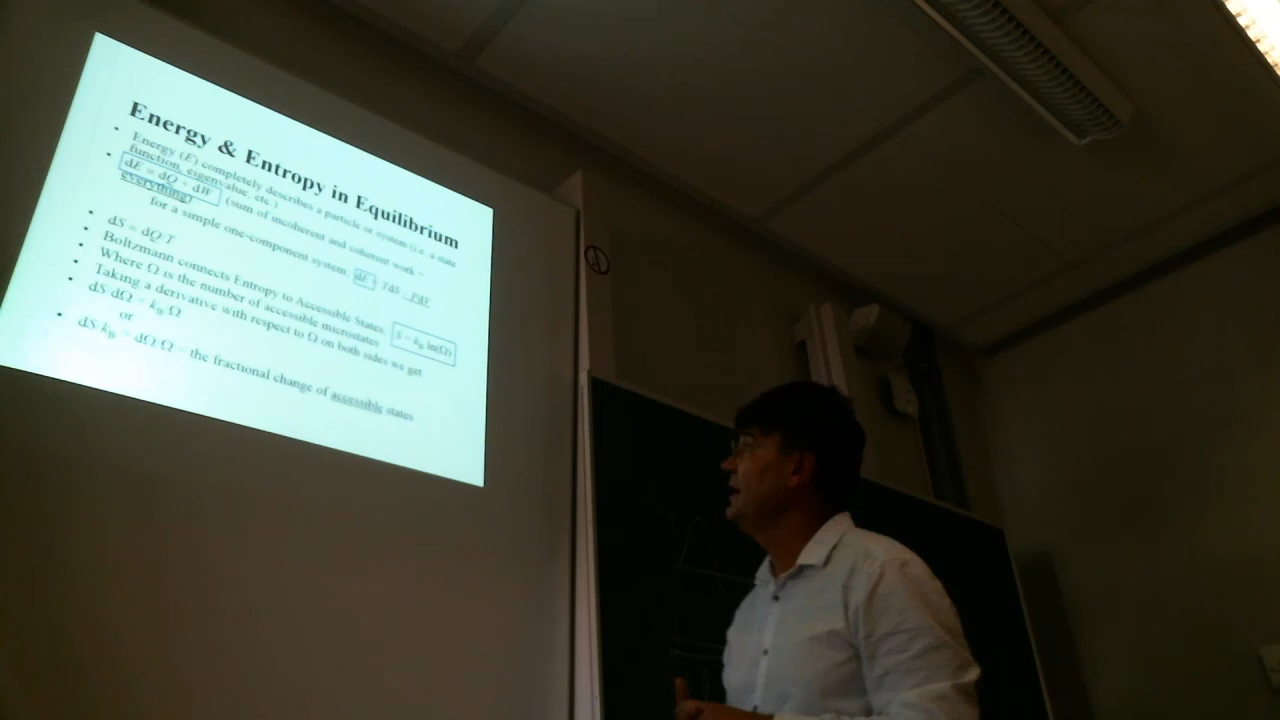 Energy & Entropy in Equilibrium
• Energy (E) completely describes a particle or system (i.e. a state
function, eigenvalue, etc.)
• dE = dQ + dW (sum of incoherent and coherent work =
everything)
for a simple one-component system: dE = TdS - PdV
• dS = dQ/T
• Boltzmann connects Entropy to Accessible States. S = k_B ln(Ω)
• Where Ω is the number of accessible microstates
• Taking a derivative with respect to Ω on both sides we get:
• dS/dΩ = k_B/Ω
or
• dS/k_B = dΩ/Ω = the fractional change of accessible states